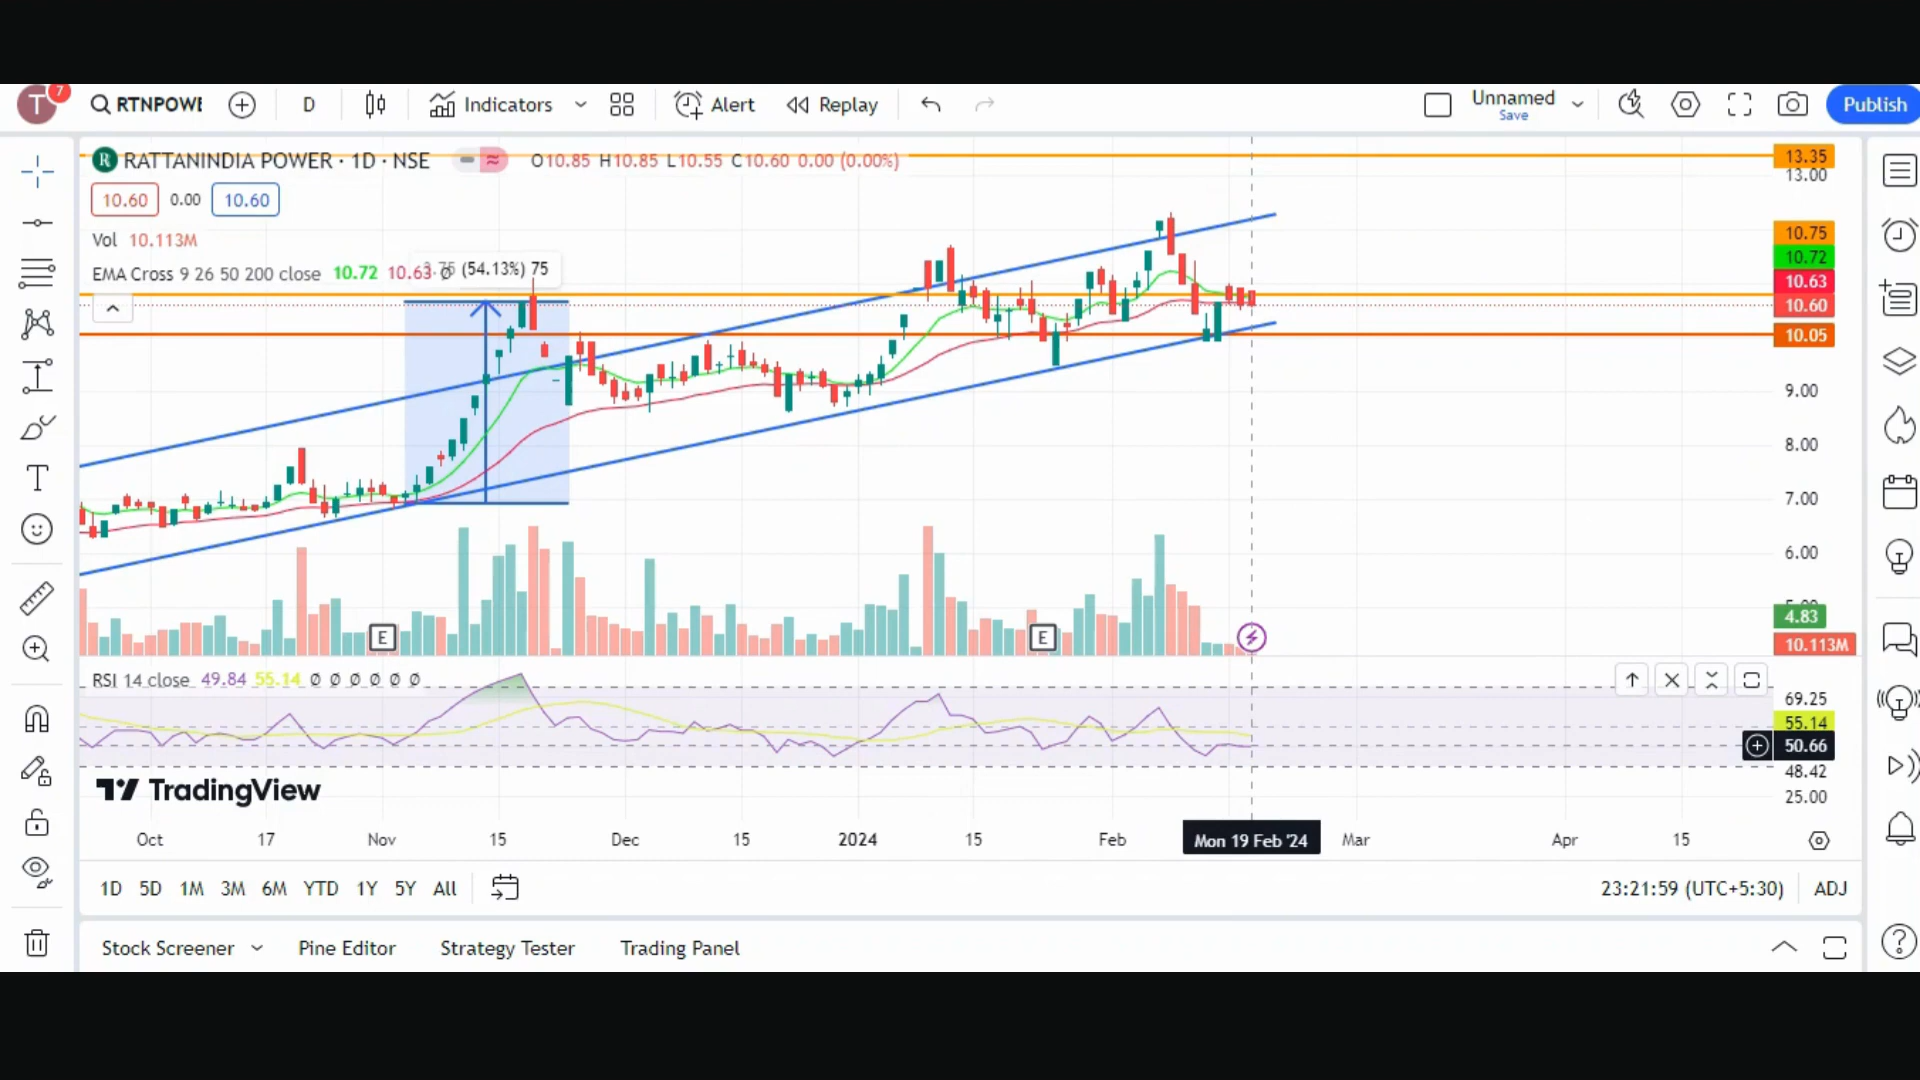 T 7 RTNPOWE D Indicators Alert Replay Unnamed Save Publish
R RATTANINDIA POWER · 1D · NSE O10.85 H10.85 L10.55 C10.60 0.00 (0.00%)
10.60 0.00 10.60
Vol 10.113M
EMA Cross 9 26 50 200 close 10.72 10.63 Ø (54.13%) 75
13.35
13.00
10.75
10.72
10.63
10.60
10.05
9.00
8.00
7.00
6.00
4.83
10.113M
E E
RSI 14 close 49.84 55.14 Ø Ø Ø Ø Ø Ø
69.25
55.14
50.66
48.42
25.00
TradingView
Oct 17 Nov 15 Dec 15 2024 15 Feb Mon 19 Feb '24 Mar Apr 15
1D 5D 1M 3M 6M YTD 1Y 5Y All 23:21:59 (UTC+5:30) ADJ
Stock Screener Pine Editor Strategy Tester Trading Panel